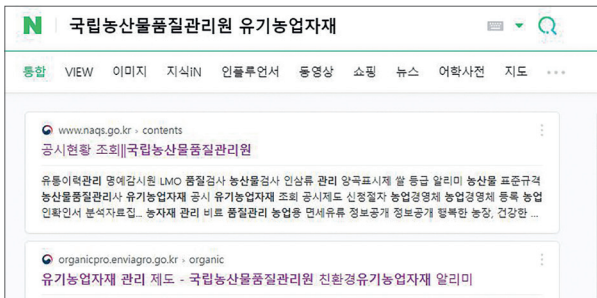 N 국립농산물품질관리원 유기농업자재
통합 VIEW 이미지 지식iN 인플루언서 동영상 쇼핑 뉴스 어학사전 지도
www.naqs.go.kr › contents
공시현황 조회||국립농산물품질관리원
유통이력관리 명예감시원 LMO 품질검사 농산물검사 인삼류 관리 양곡표시제 쌀 등급 알리미 농산물 표준규격
농산물품질관리사 유기농업자재 공시 유기농업자재 조회 공시제도 신청절차 농업경영체 농업경영체 등록 농업
인확인서 분석자료집... 농자재 관리 비료 품질관리 농업용 면세유류 정보공개 정보공개 행복한 농장, 건강한 ...
organicpro.enviagro.go.kr › organic
유기농업자재 관리 제도 - 국립농산물품질관리원 친환경유기농업자재 알리미